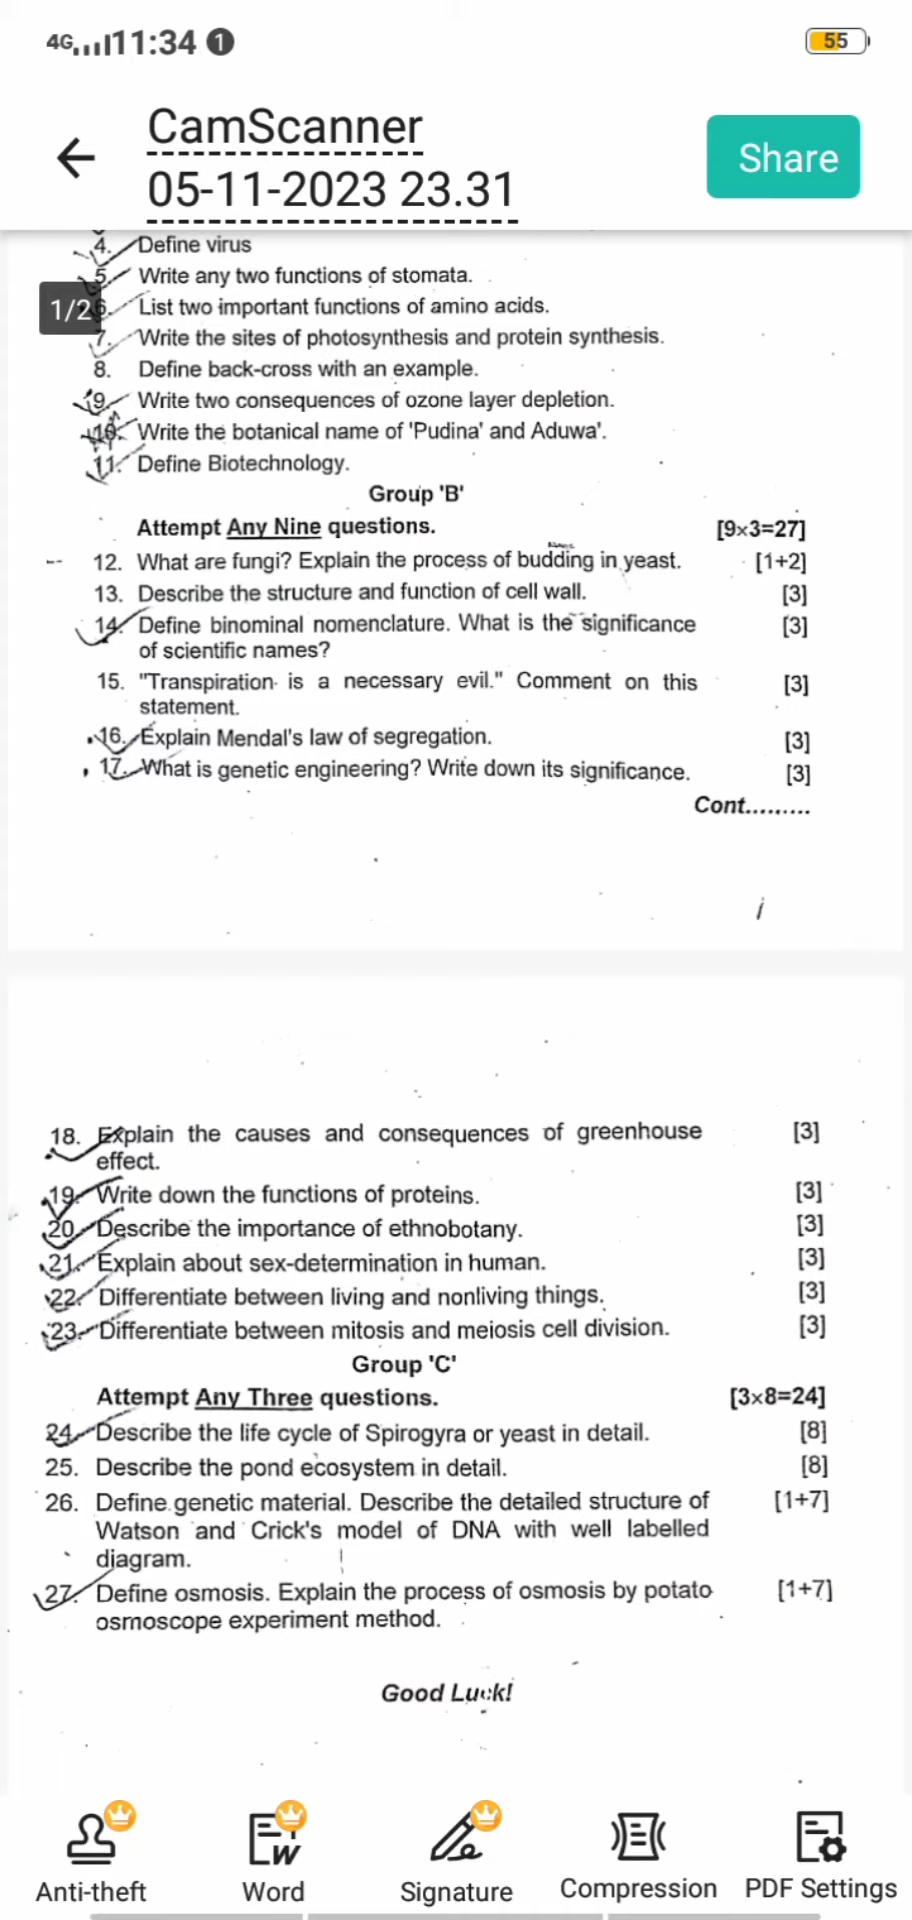 4G 11:34 1
55
CamScanner
05-11-2023 23.31
Share
4. Define virus
5. Write any two functions of stomata.
1/2
6. List two important functions of amino acids.
7. Write the sites of photosynthesis and protein synthesis.
8. Define back-cross with an example.
9. Write two consequences of ozone layer depletion.
10. Write the botanical name of 'Pudina' and Aduwa'.
11. Define Biotechnology.
Group 'B'
Attempt Any Nine questions. [9×3=27]
12. What are fungi? Explain the process of budding in yeast. [1+2]
13. Describe the structure and function of cell wall. [3]
14. Define binominal nomenclature. What is the significance [3]
of scientific names?
15. "Transpiration is a necessary evil." Comment on this [3]
statement.
16. Explain Mendal's law of segregation. [3]
17. What is genetic engineering? Write down its significance. [3]
Cont.........
i
18. Explain the causes and consequences of greenhouse [3]
effect.
19. Write down the functions of proteins. [3]
20. Describe the importance of ethnobotany. [3]
21. Explain about sex-determination in human. [3]
22. Differentiate between living and nonliving things. [3]
23. Differentiate between mitosis and meiosis cell division. [3]
Group 'C'
Attempt Any Three questions. [3×8=24]
24. Describe the life cycle of Spirogyra or yeast in detail. [8]
25. Describe the pond ecosystem in detail. [8]
26. Define genetic material. Describe the detailed structure of [1+7]
Watson and Crick's model of DNA with well labelled
diagram.
27. Define osmosis. Explain the process of osmosis by potato [1+7]
osmoscope experiment method.
Good Luck!
W
Anti-theft Word Signature Compression PDF Settings